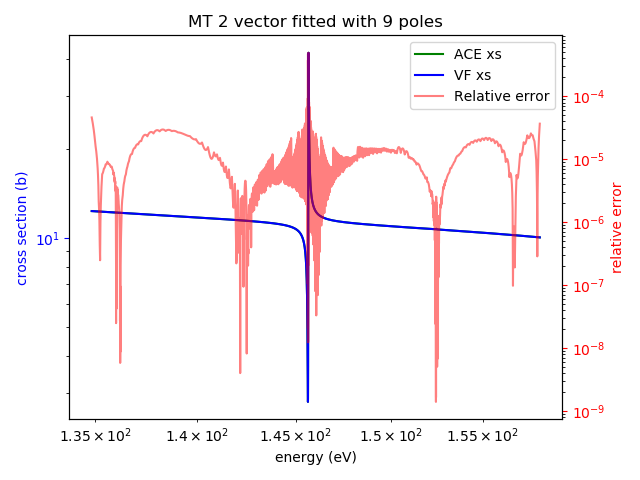 MT 2 vector fitted with 9 poles
ACE xs
VF xs
Relative error
cross section (b)
10¹
10⁻⁴
10⁻⁵
10⁻⁶
10⁻⁷
10⁻⁸
10⁻⁹
relative error
1.35 × 10² 1.4 × 10² 1.45 × 10² 1.5 × 10² 1.55 × 10²
energy (eV)